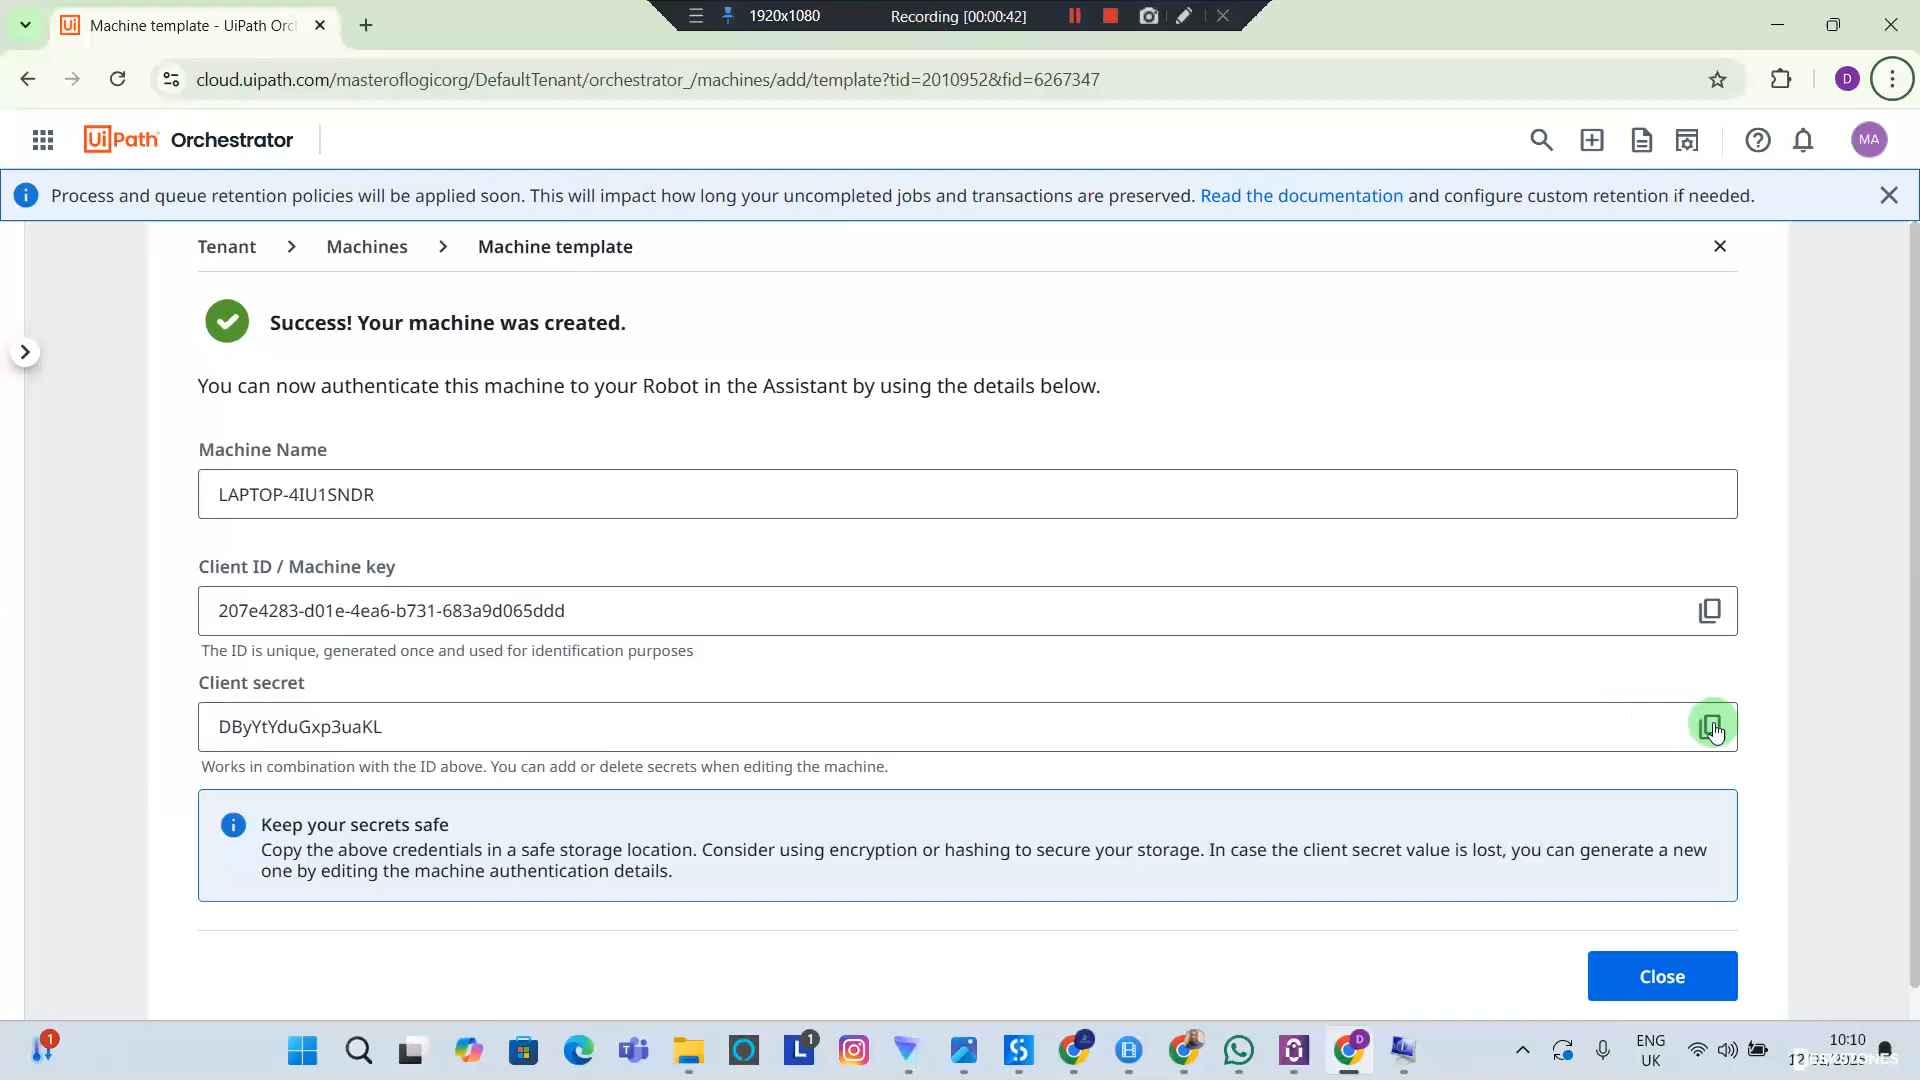 Machine template - UiPath Orc
1920x1080
Recording [00:00:42]
cloud.uipath.com/masteroflogicorg/DefaultTenant/orchestrator_/machines/add/template?tid=2010952&fid=6267347
D
UiPath Orchestrator
MA
Process and queue retention policies will be applied soon. This will impact how long your uncompleted jobs and transactions are preserved. Read the documentation and configure custom retention if needed.
Tenant > Machines > Machine template
Success! Your machine was created.
You can now authenticate this machine to your Robot in the Assistant by using the details below.
Machine Name
LAPTOP-4IU1SNDR
Client ID / Machine key
207e4283-d01e-4ea6-b731-683a9d065ddd
The ID is unique, generated once and used for identification purposes
Client secret
DByYtYduGxp3uaKL
Works in combination with the ID above. You can add or delete secrets when editing the machine.
Keep your secrets safe
Copy the above credentials in a safe storage location. Consider using encryption or hashing to secure your storage. In case the client secret value is lost, you can generate a new
one by editing the machine authentication details.
Close
1
1
D
ENG
UK
10:10